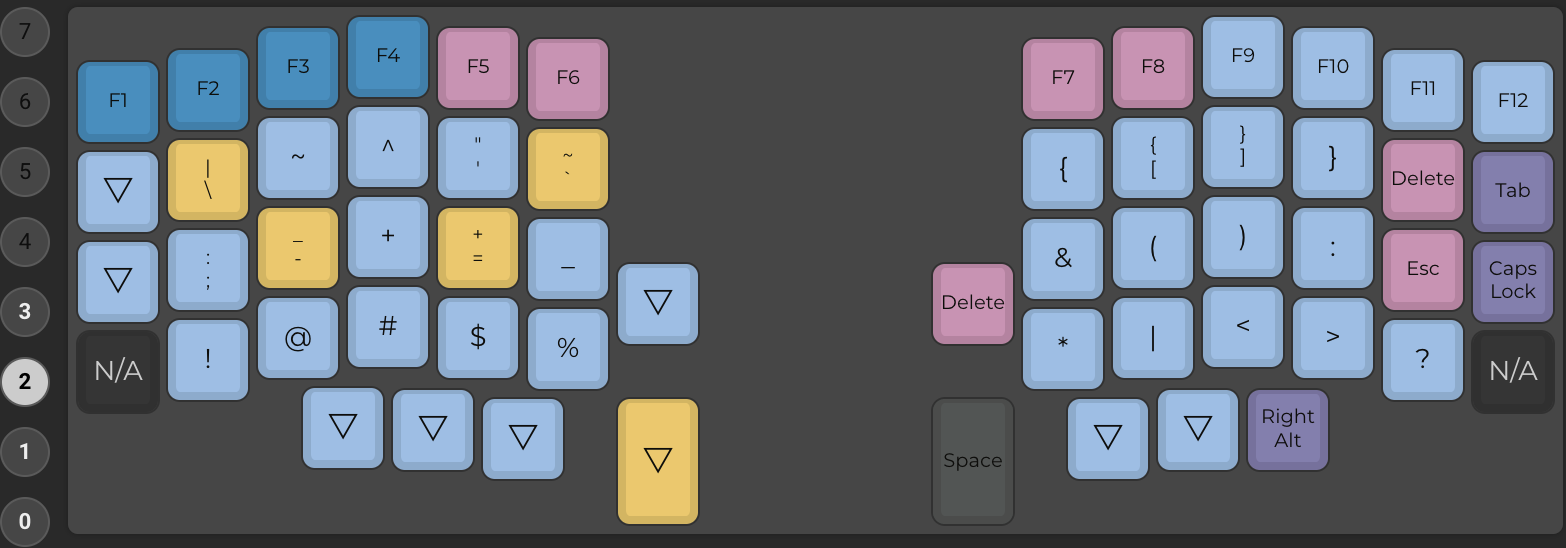 7
F1 F2 F3 F4 F5 F6 F7 F8 F9 F10 F11 F12
6
| ~ ^ " ~ { { } } Delete Tab
\ ' ` [ ]
5
: _ + + _ & ( ) : Esc Caps
; - = Lock
4
Delete
3
N/A ! @ # $ % * | < > ? N/A
2
Right
Alt
1
Space
0